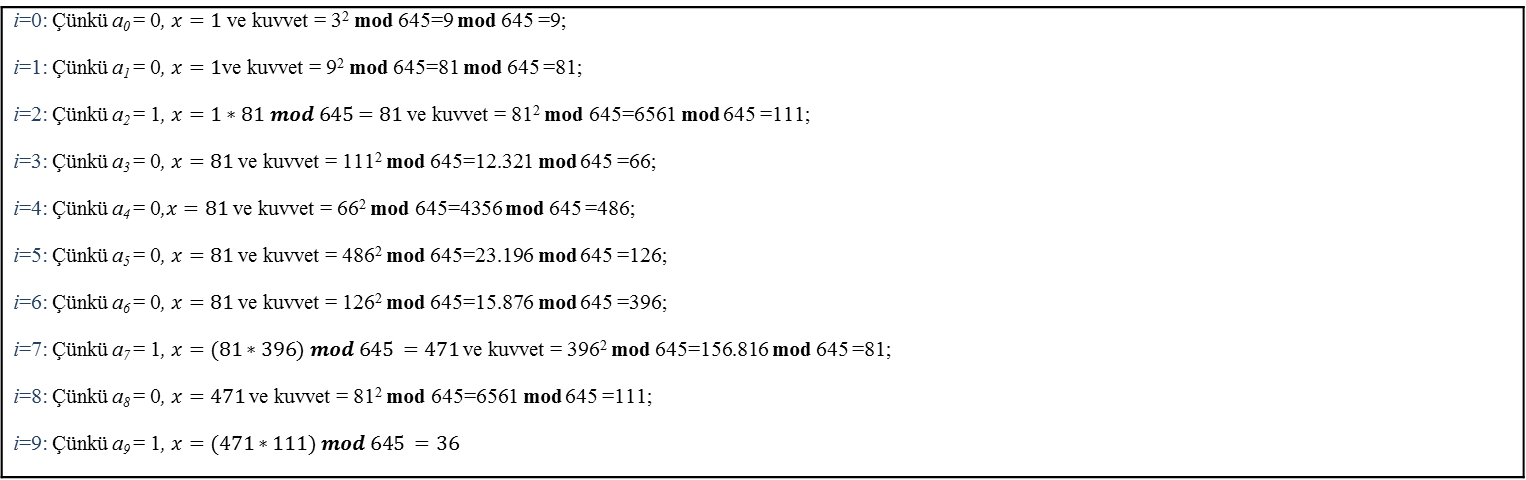 i=0: Çünkü a₀= 0, x = 1 ve kuvvet = 3² mod 645=9 mod 645 =9;
i=1: Çünkü a₁= 0, x = 1ve kuvvet = 9² mod 645=81 mod 645 =81;
i=2: Çünkü a₂= 1, x = 1 ∗ 81 mod 645 = 81 ve kuvvet = 81² mod 645=6561 mod 645 =111;
i=3: Çünkü a₃= 0, x = 81 ve kuvvet = 111² mod 645=12.321 mod 645 =66;
i=4: Çünkü a₄= 0,x = 81 ve kuvvet = 66² mod 645=4356 mod 645 =486;
i=5: Çünkü a₅= 0, x = 81 ve kuvvet = 486² mod 645=23.196 mod 645 =126;
i=6: Çünkü a₆= 0, x = 81 ve kuvvet = 126² mod 645=15.876 mod 645 =396;
i=7: Çünkü a₇= 1, x = (81 ∗ 396) mod 645 = 471 ve kuvvet = 396² mod 645=156.816 mod 645 =81;
i=8: Çünkü a₈= 0, x = 471 ve kuvvet = 81² mod 645=6561 mod 645 =111;
i=9: Çünkü a₉= 1, x = (471 ∗ 111) mod 645 = 36